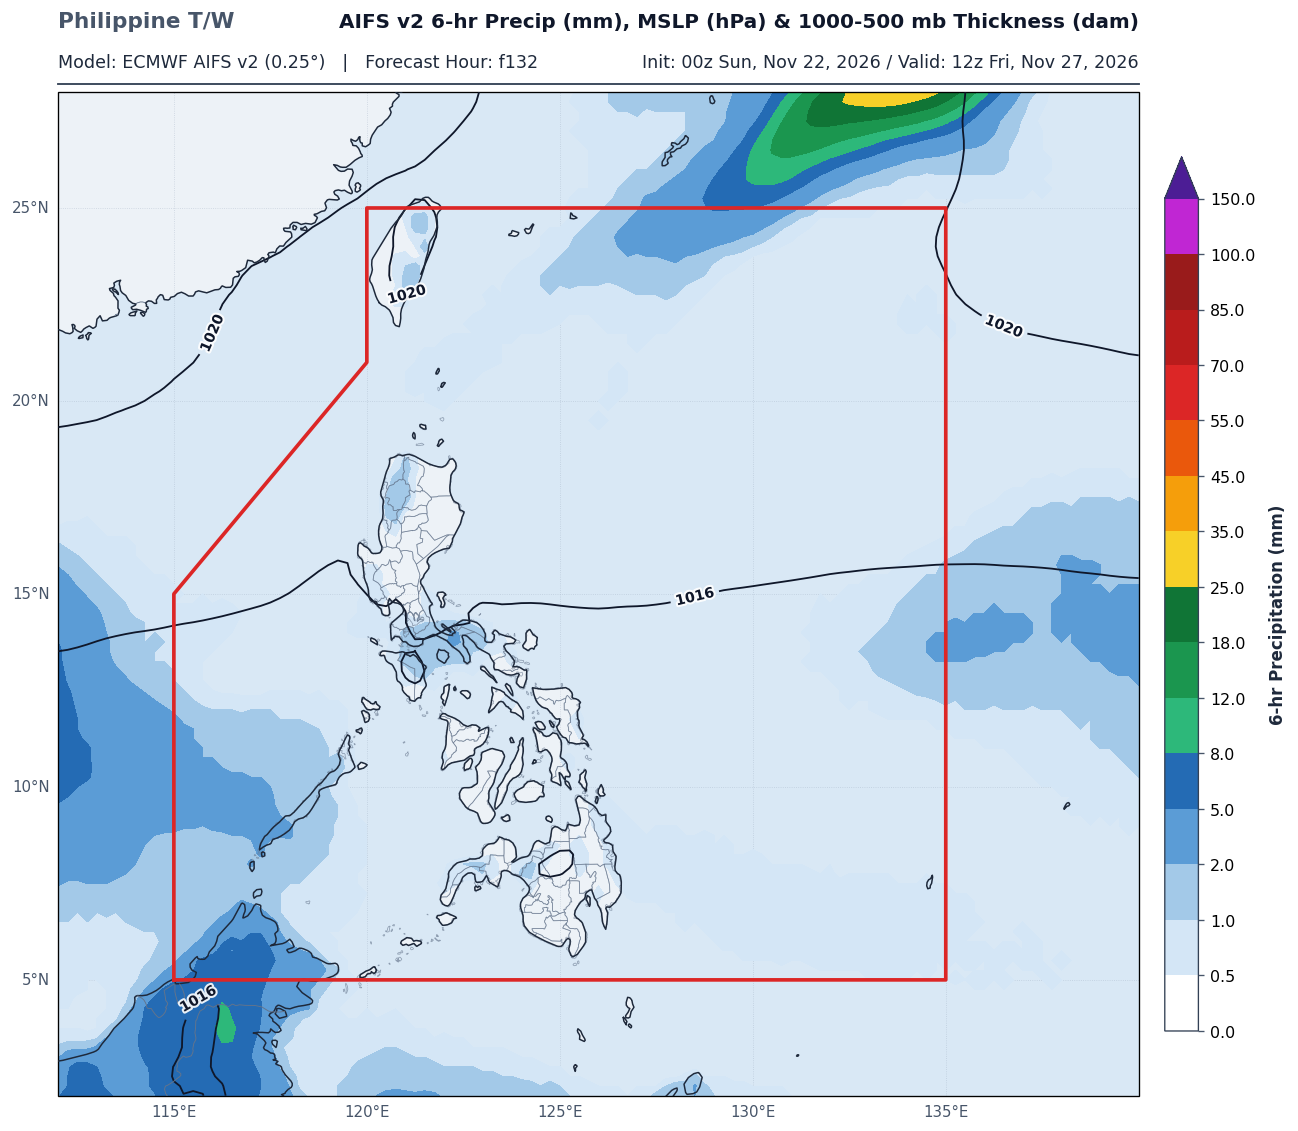 Philippine T/W
AIFS v2 6-hr Precip (mm), MSLP (hPa) & 1000-500 mb Thickness (dam)
Model: ECMWF AIFS v2 (0.25°) | Forecast Hour: f132
Init: 00z Sun, Nov 22, 2026 / Valid: 12z Fri, Nov 27, 2026
25°N
20°N
15°N
10°N
5°N
115°E
120°E
125°E
130°E
135°E
1020
1020
1020
1016
1016
150.0
100.0
85.0
70.0
55.0
45.0
35.0
25.0
18.0
12.0
8.0
5.0
2.0
1.0
0.5
0.0
6-hr Precipitation (mm)